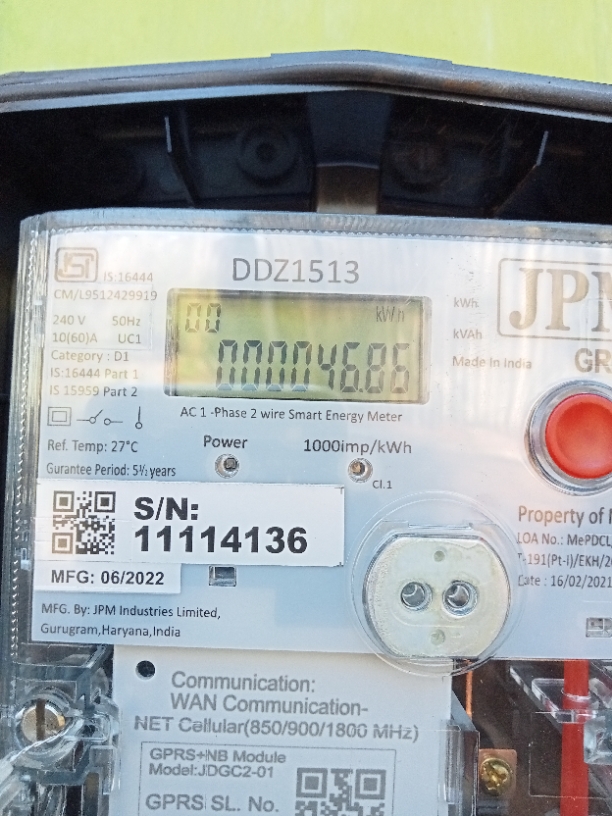 IS:16444
CM/L9512429919
DDZ1513
240 V 50Hz
10(60)A UC1
Category : D1
IS:16444 Part 1
IS 15959 Part 2
00 kWh
000046.86
kWh
kVAh
Made In India
JPM
GR
AC 1 -Phase 2 wire Smart Energy Meter
Ref. Temp: 27°C
Gurantee Period: 5½ years
Power
1000imp/kWh
Cl.1
S/N:
11114136
MFG: 06/2022
Property of M
LOA No.: MePDCL
T-191(Pt-I)/EKH/2
Date : 16/02/2021
MFG. By: JPM Industries Limited,
Gurugram,Haryana,India
Communication:
WAN Communication-
NET Cellular(850/900/1800 MHz)
GPRS+NB Module
Model:JDGC2-01
GPRS SL. No.